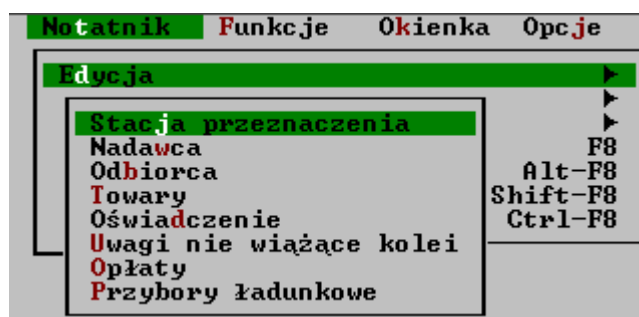 Notatnik Funkcje Okienka Opcje
Edycja
Stacja przeznaczenia
Nadawca F8
Odbiorca Alt-F8
Towary Shift-F8
Oświadczenie Ctrl-F8
Uwagi nie wiążące kolei
Opłaty
Przybory ładunkowe